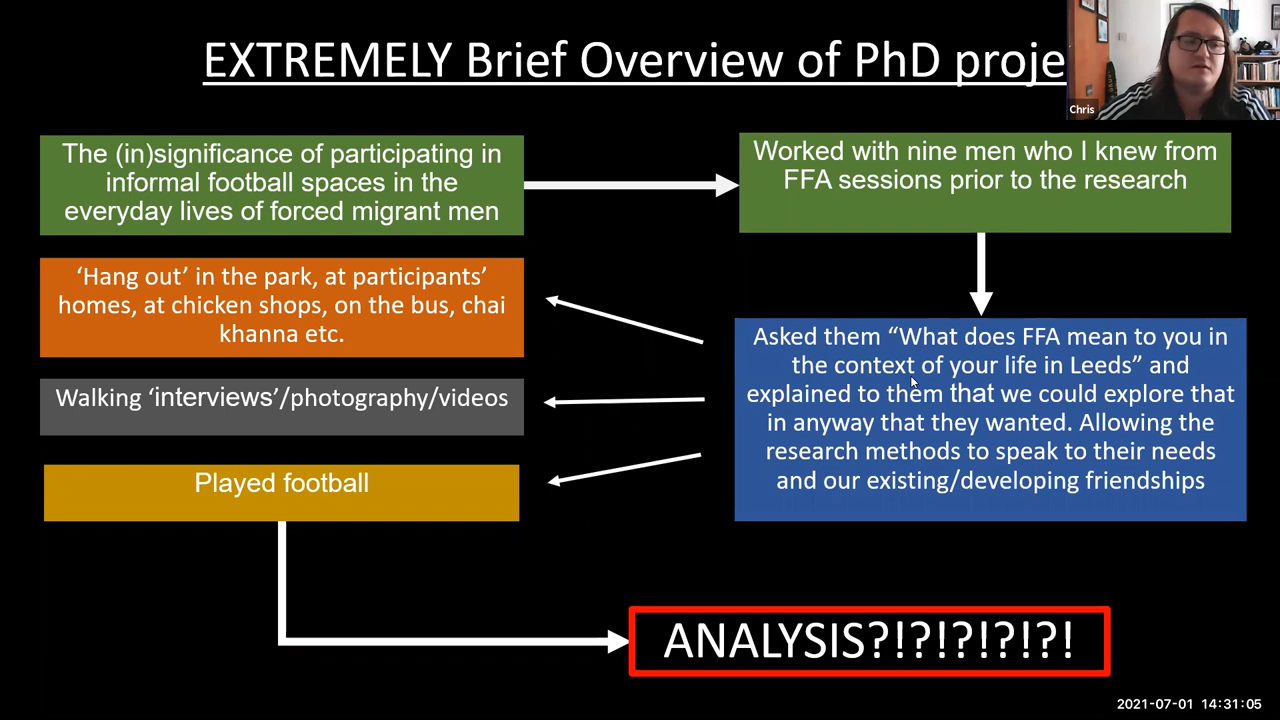 EXTREMELY Brief Overview of PhD proje
Chris
The (in)significance of participating in
informal football spaces in the
everyday lives of forced migrant men
Worked with nine men who I knew from
FFA sessions prior to the research
‘Hang out’ in the park, at participants’
homes, at chicken shops, on the bus, chai
khanna etc.
Asked them “What does FFA mean to you in
the context of your life in Leeds” and
explained to them that we could explore that
in anyway that they wanted. Allowing the
research methods to speak to their needs
and our existing/developing friendships
Walking ‘interviews’/photography/videos
Played football
ANALYSIS?!?!?!?!?!
2021-07-01 14:31:05